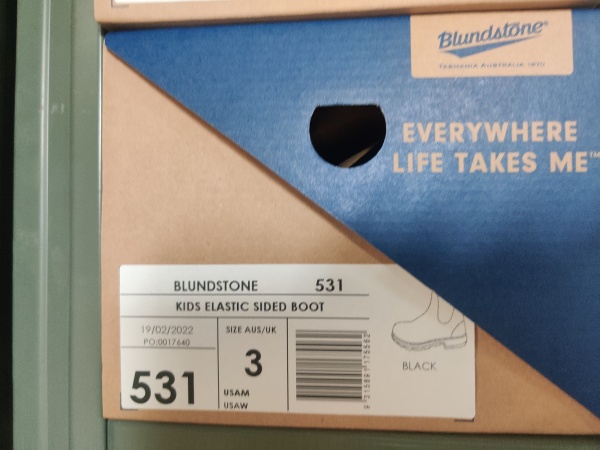 Blundstone®
TASMANIA AUSTRALIA 1870
EVERYWHERE
LIFE TAKES ME™
BLUNDSTONE 531
KIDS ELASTIC SIDED BOOT
19/02/2022
PO:0017640
531
SIZE AUS/UK
3
USAM
USAW
BLACK